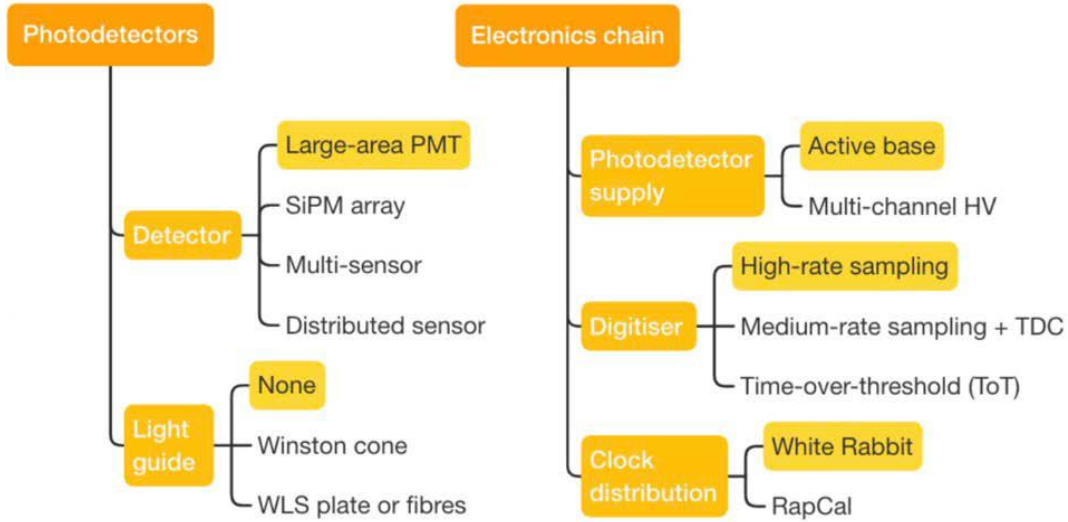 Photodetectors
Detector
Large-area PMT
SiPM array
Multi-sensor
Distributed sensor
Light
guide
None
Winston cone
WLS plate or fibres
Electronics chain
Photodetector
supply
Active base
Multi-channel HV
Digitiser
High-rate sampling
Medium-rate sampling + TDC
Time-over-threshold (ToT)
Clock
distribution
White Rabbit
RapCal